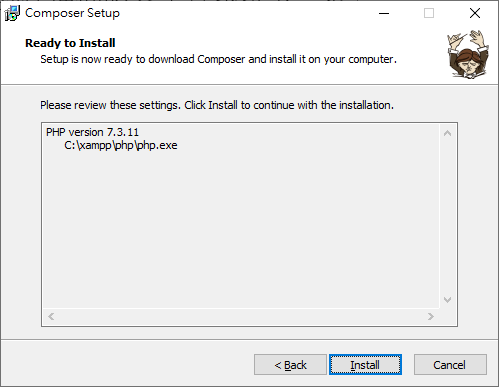 Composer Setup
Ready to Install
Setup is now ready to download Composer and install it on your computer.
Please review these settings. Click Install to continue with the installation.
PHP version 7.3.11
C:\xampp\php\php.exe
< Back
Install
Cancel